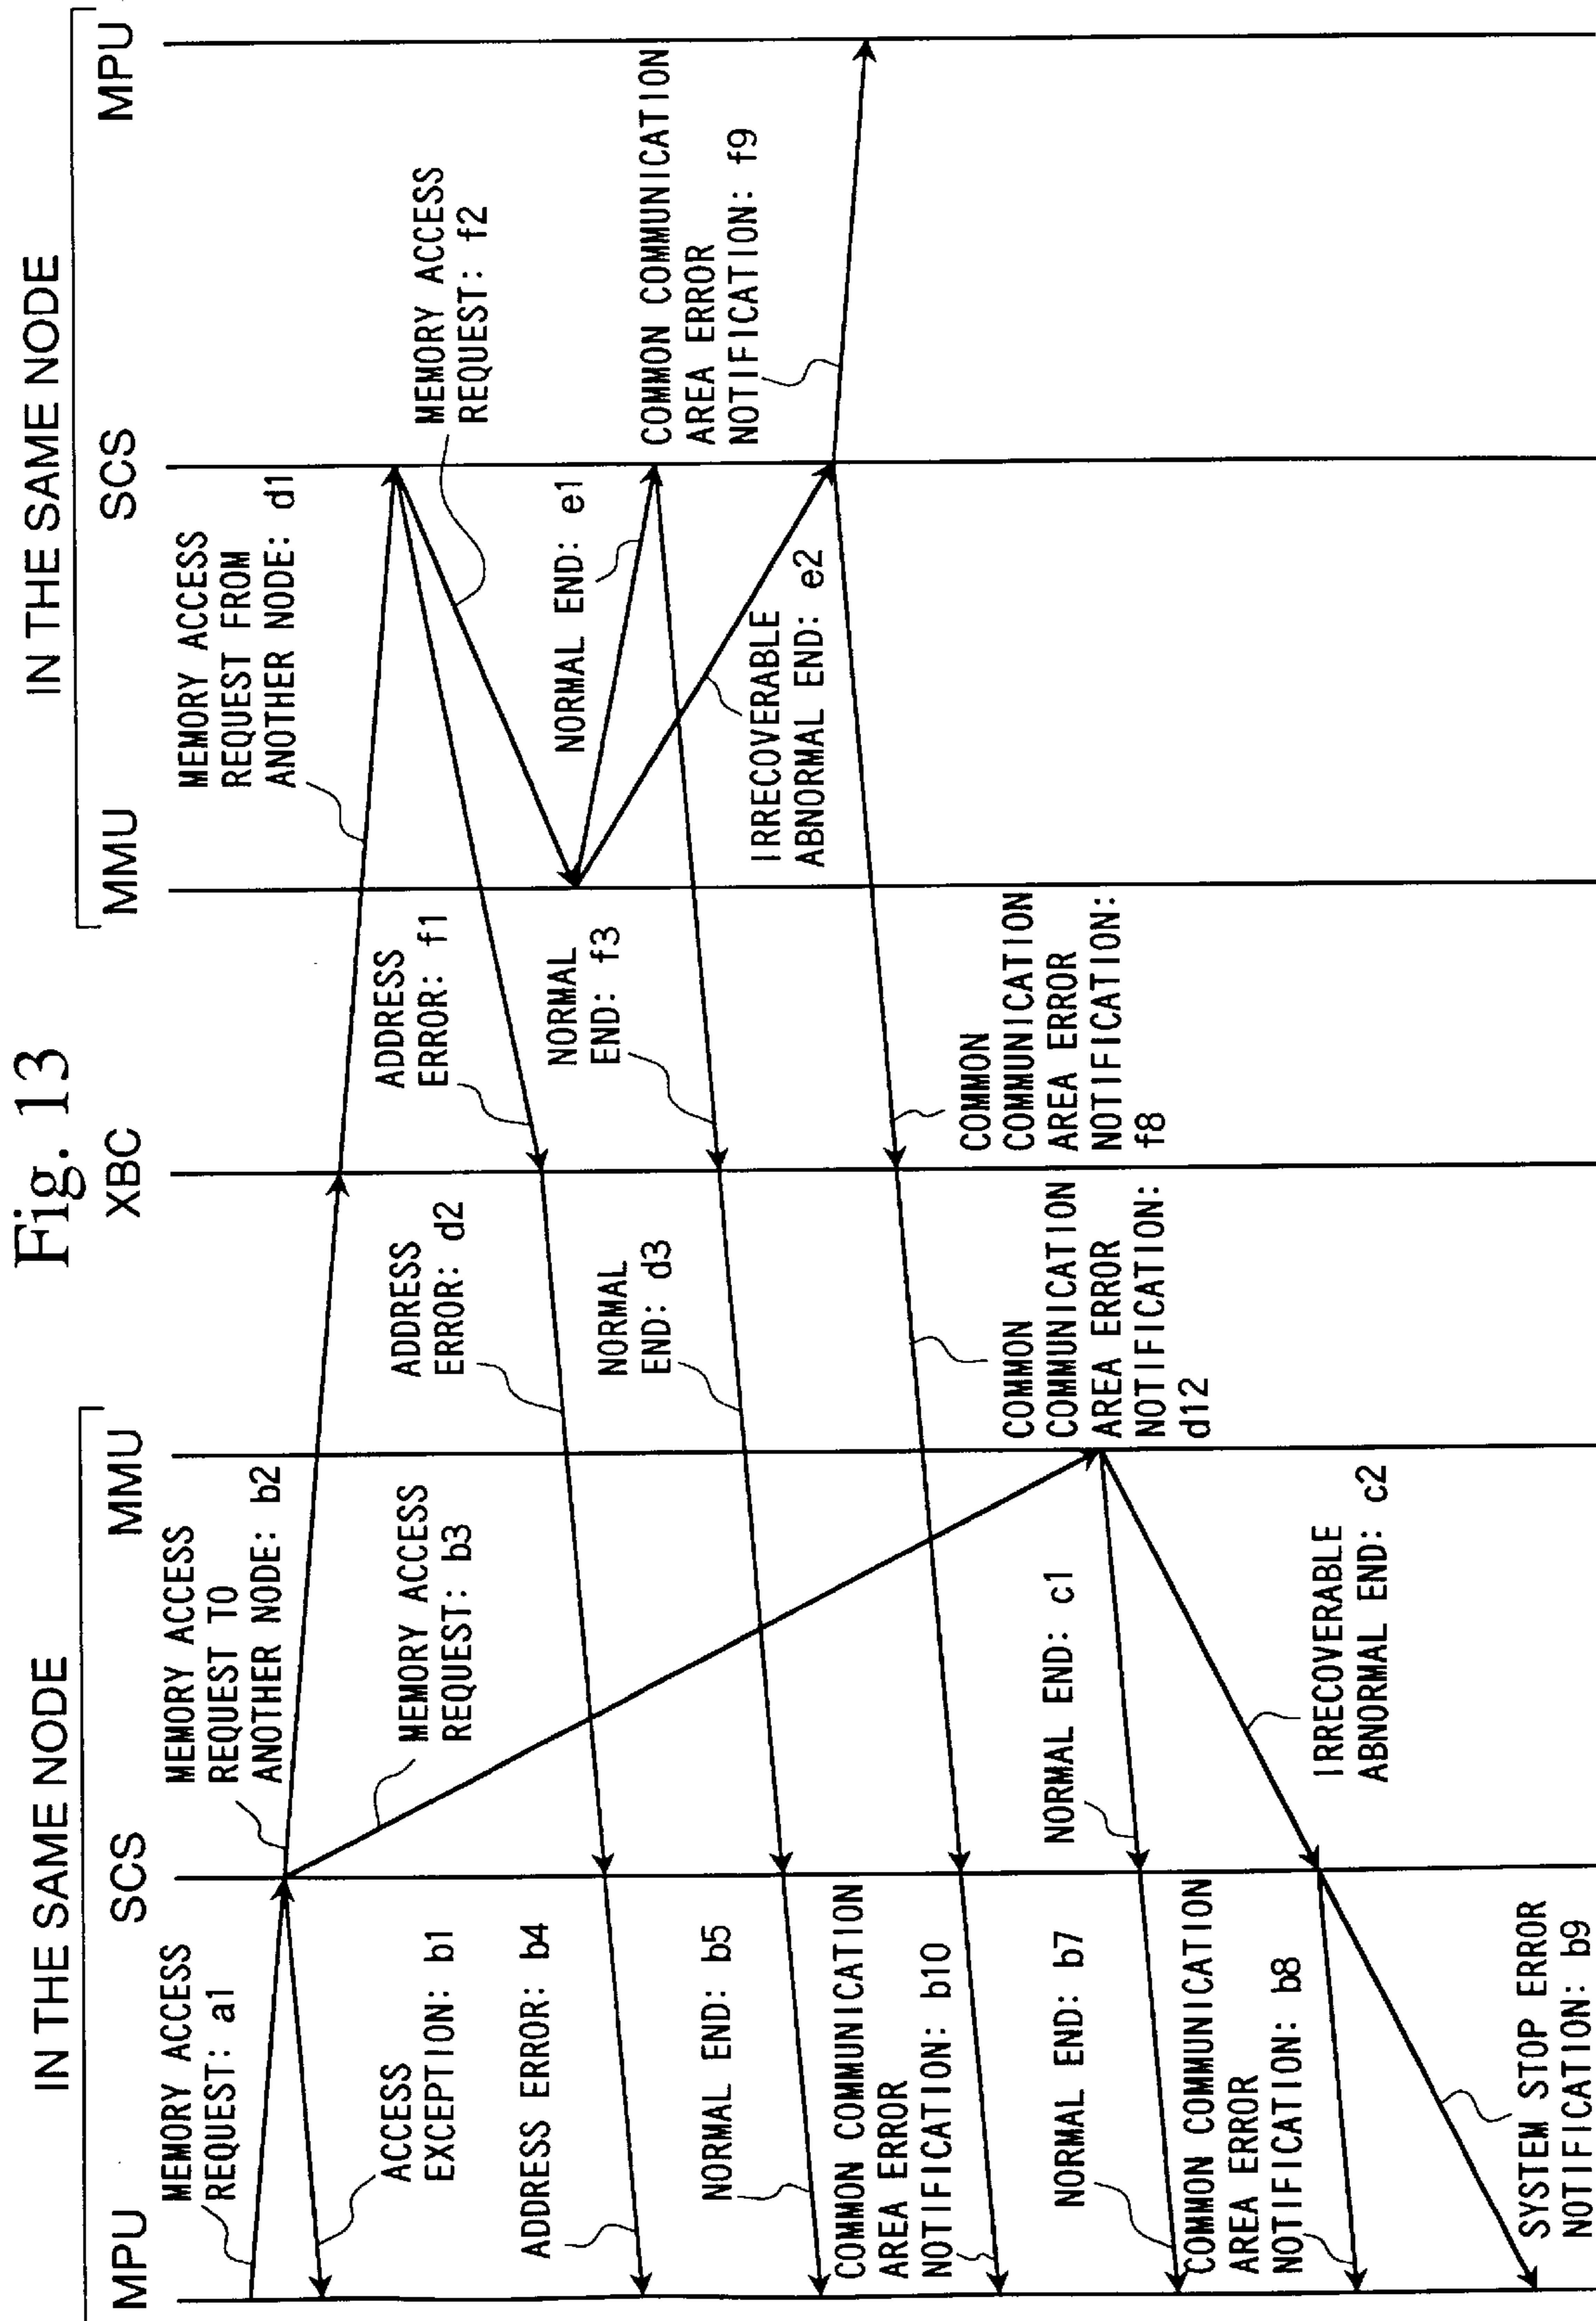 Fig. 13
IN THE SAME NODE
IN THE SAME NODE
MPU
SCS
MMU
XBC
MMU
SCS
MPU
MEMORY ACCESS
REQUEST: a1
ACCESS
EXCEPTION: b1
MEMORY ACCESS
REQUEST TO
ANOTHER NODE: b2
MEMORY ACCESS
REQUEST: b3
MEMORY ACCESS
REQUEST FROM
ANOTHER NODE: d1
MEMORY ACCESS
REQUEST: f2
ADDRESS
ERROR: f1
ADDRESS
ERROR: d2
ADDRESS ERROR: b4
NORMAL END: e1
NORMAL
END: f3
NORMAL
END: d3
NORMAL END: b5
IRRECOVERABLE
ABNORMAL END: e2
COMMON COMMUNICATION
AREA ERROR
NOTIFICATION: f9
COMMON
COMMUNICATION
AREA ERROR
NOTIFICATION:
f8
COMMON
COMMUNICATION
AREA ERROR
NOTIFICATION:
d12
COMMON COMMUNICATION
AREA ERROR
NOTIFICATION: b10
NORMAL END: c1
NORMAL END: b7
IRRECOVERABLE
ABNORMAL END: c2
COMMON COMMUNICATION
AREA ERROR
NOTIFICATION: b8
SYSTEM STOP ERROR
NOTIFICATION: b9